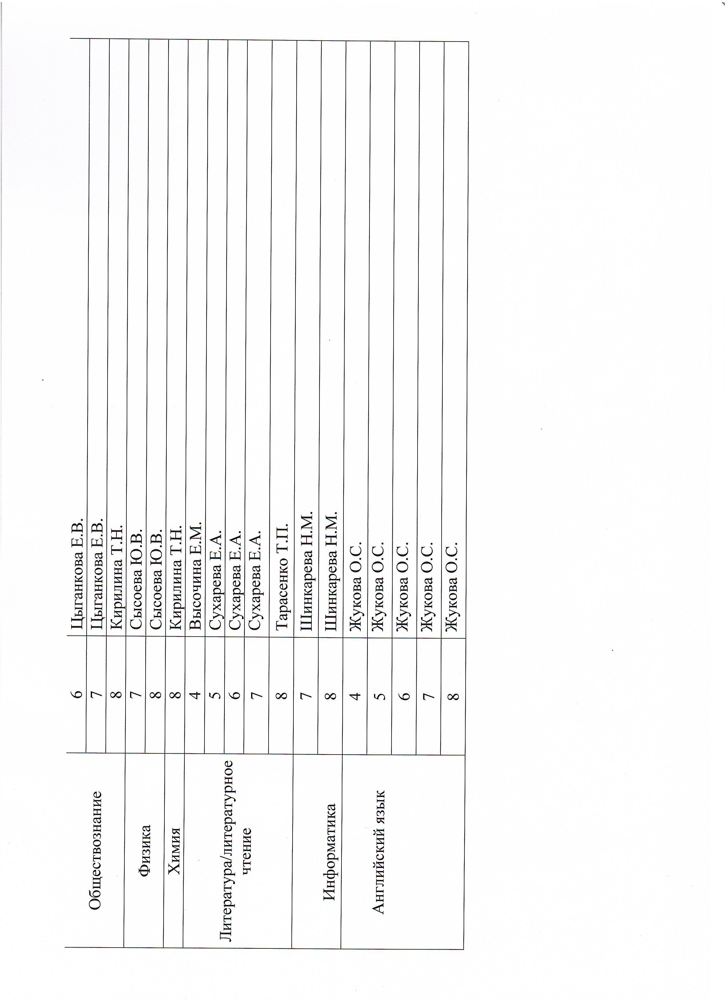 6 Цыганкова Е.В.
Обществознание 7 Цыганкова Е.В.
8 Кирилина Т.Н.
Физика 7 Сысоева Ю.В.
8 Сысоева Ю.В.
Химия 8 Кирилина Т.Н.
4 Высочина Е.М.
5 Сухарева Е.А.
Литература/литературное 6 Сухарева Е.А.
чтение 7 Сухарева Е.А.
8 Тарасенко Т.П.
7 Шинкарева Н.М.
Информатика 8 Шинкарева Н.М.
4 Жукова О.С.
Английский язык 5 Жукова О.С.
6 Жукова О.С.
7 Жукова О.С.
8 Жукова О.С.